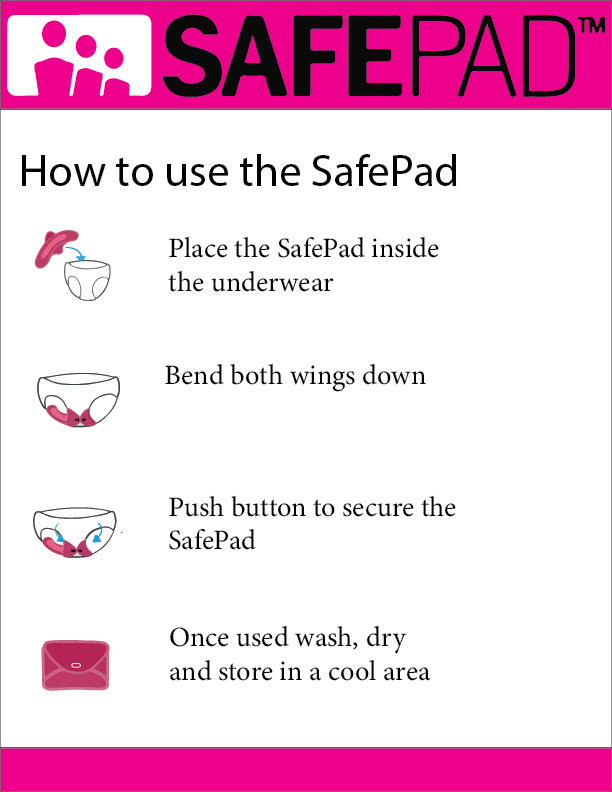 SAFEPAD™
How to use the SafePad
Place the SafePad inside
the underwear
Bend both wings down
Push button to secure the
SafePad
Once used wash, dry
and store in a cool area